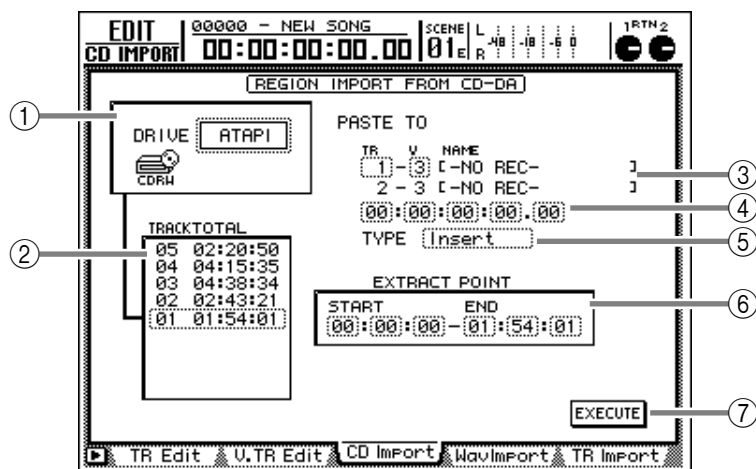 EDIT
CD IMPORT
00000 - NEW SONG
00:00:00:00.00
SCENE
01E
L
R
-48 -18 -6 0
1 RTN 2
REGION IMPORT FROM CD-DA
1
DRIVE ATAPI
CDRW
PASTE TO
TR V NAME
1 - 3 [-NO REC- ]
2 - 3 [-NO REC- ]
3
00:00:00:00.00
4
TYPE Insert
5
2
TRACK TOTAL
05 02:20:50
04 04:15:35
03 04:38:34
02 02:43:21
01 01:54:01
EXTRACT POINT
START END
00:00:00-01:54:01
6
EXECUTE
7
TR Edit V.TR Edit CD Import WavImport TR Import